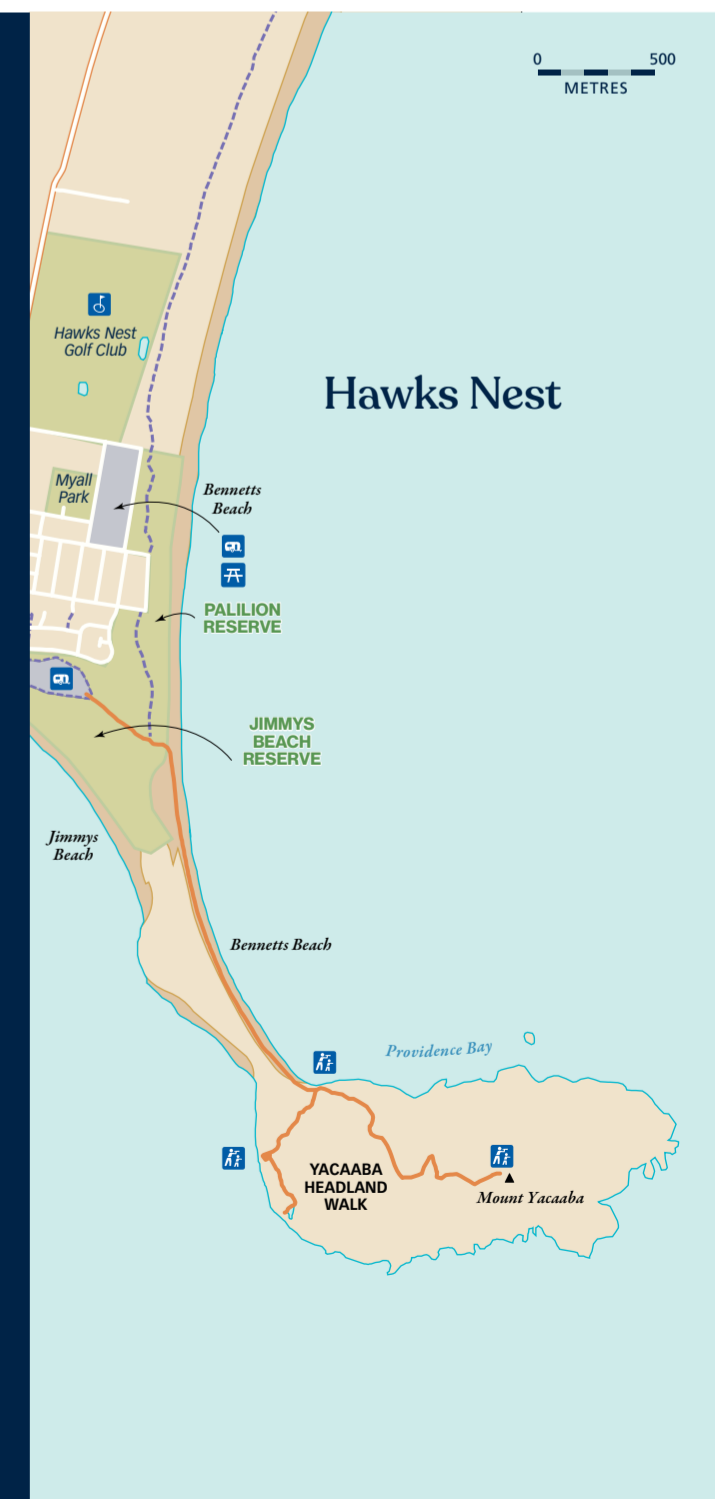 0 500
METRES
Hawks Nest
Golf Club
Hawks Nest
Myall
Park
Bennetts
Beach
PALILION
RESERVE
JIMMYS
BEACH
RESERVE
Jimmys
Beach
Bennetts Beach
Providence Bay
YACAABA
HEADLAND
WALK
Mount Yacaaba